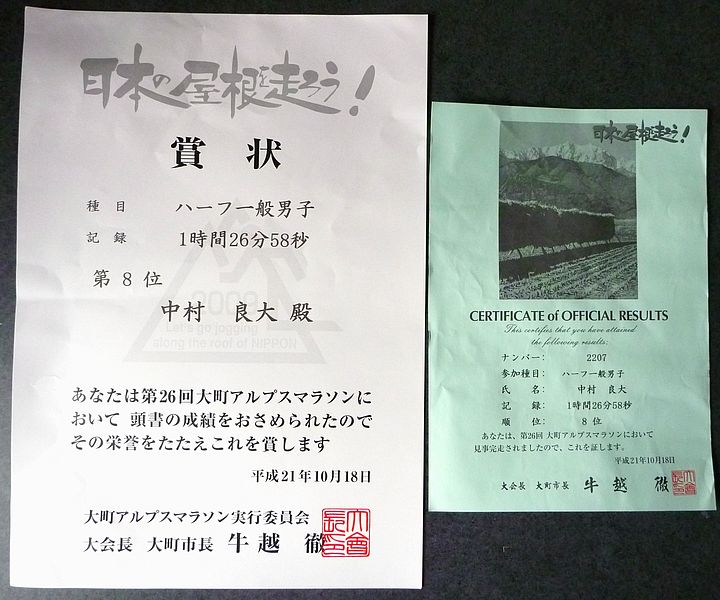 日本の屋根を走ろう!
賞状
種目 ハーフ一般男子
記録 1時間26分58秒
第8位
中村 良大 殿
2009
Let's go jogging
along the roof of NIPPON
あなたは第26回大町アルプスマラソンに
おいて 頭書の成績をおさめられたので
その栄誉をたたえこれを賞します
平成21年10月18日
大町アルプスマラソン実行委員会
大会長 大町市長 牛越 徹
日本の屋根を走ろう!
CERTIFICATE of OFFICIAL RESULTS
This certifies that you have attained
the following results;
ナンバー: 2207
参加種目: ハーフ一般男子
氏名: 中村 良大
記録: 1時間26分58秒
順位: 8位
あなたは、第26回 大町アルプスマラソンにおいて
見事完走されましたので、これを証します。
平成21年10月18日
大会長 大町市長 牛越 徹